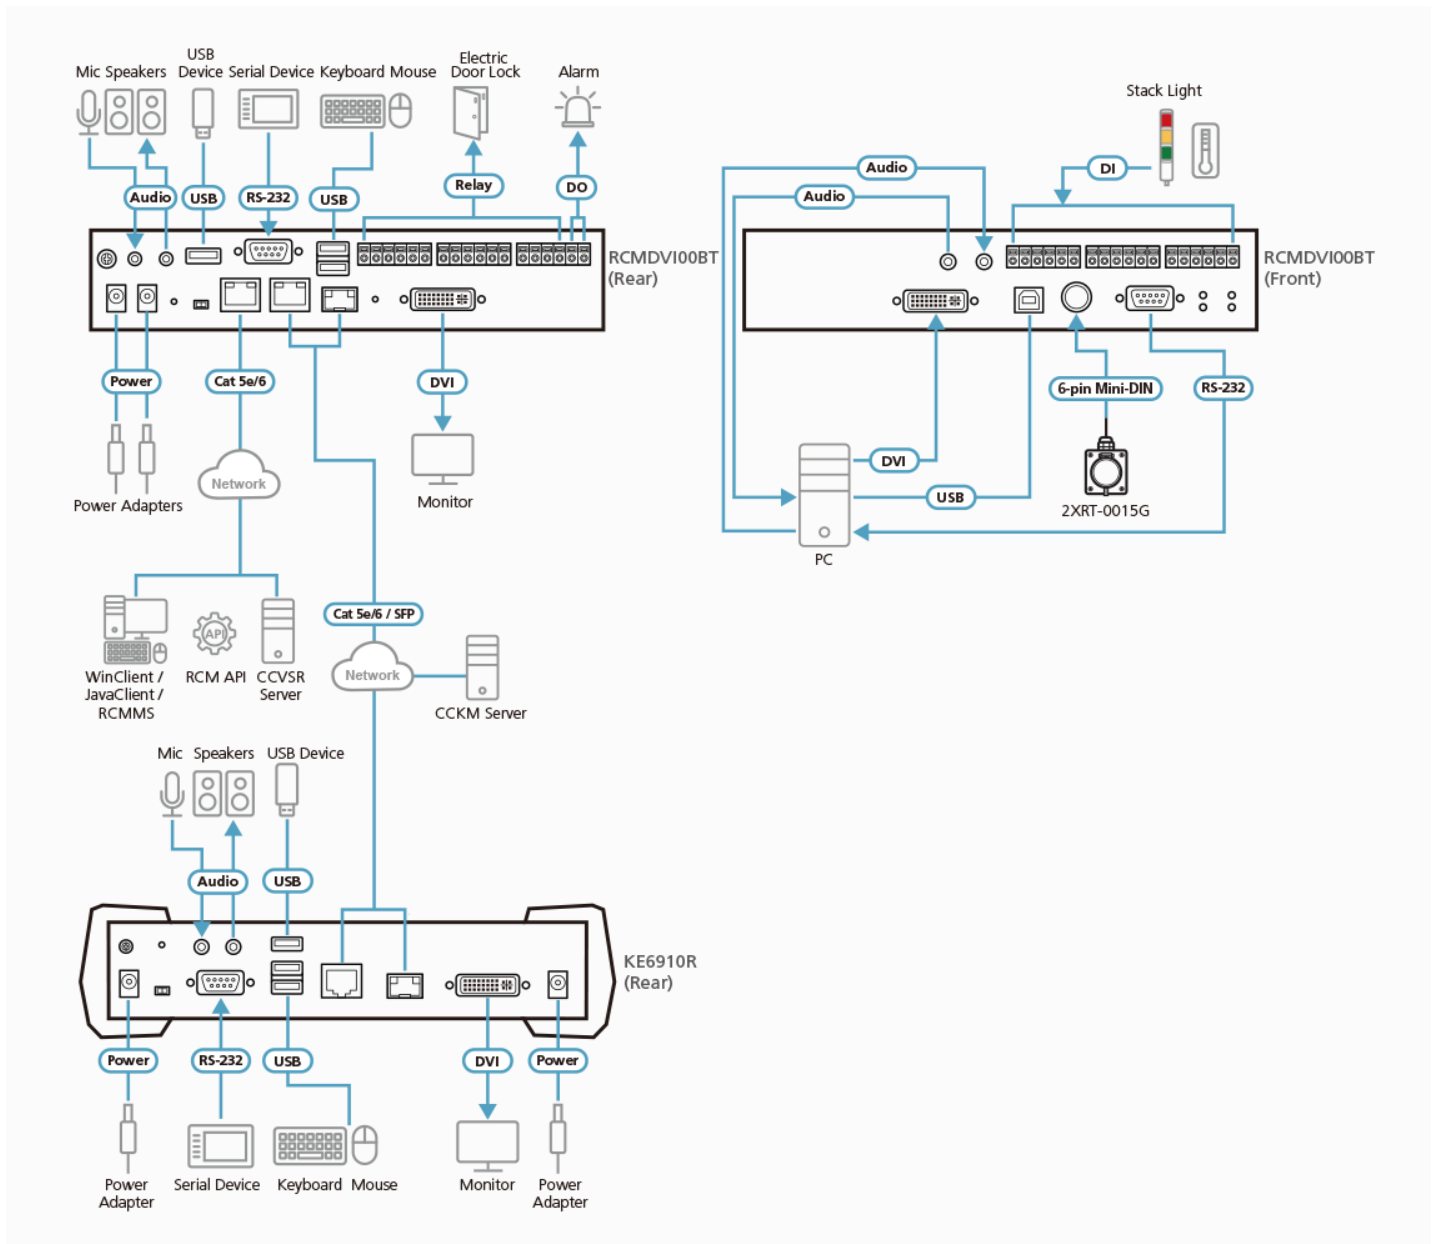 USB
Electric
Mic Speakers Device Serial Device Keyboard Mouse Door Lock Alarm
Audio USB RS-232 USB Relay DO
RCMDVI00BT
(Rear)
Power Cat 5e/6 DVI
Network
Power Adapters
Monitor
WinClient /
JavaClient /
RCMMS
API
RCM API
CCVSR
Server
Cat 5e/6 / SFP
Network
CCKM Server
Stack Light
Audio
DI
Audio
RCMDVI00BT
(Front)
6-pin Mini-DIN RS-232
DVI
USB
2XRT-0015G
PC
Mic Speakers USB Device
Audio USB
KE6910R
(Rear)
Power RS-232 USB DVI Power
Power
Adapter
Serial Device
Keyboard Mouse
Monitor
Power
Adapter